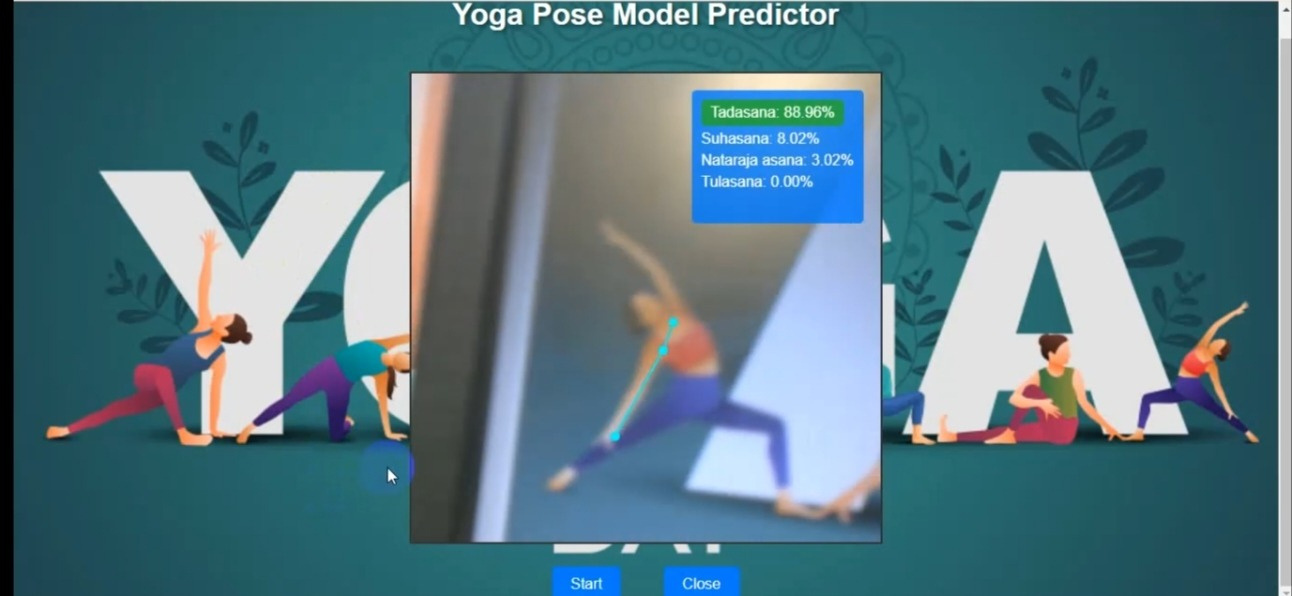 Yoga Pose Model Predictor
Tadasana: 88.96%
Suhasana: 8.02%
Nataraja asana: 3.02%
Tulasana: 0.00%
Start
Close